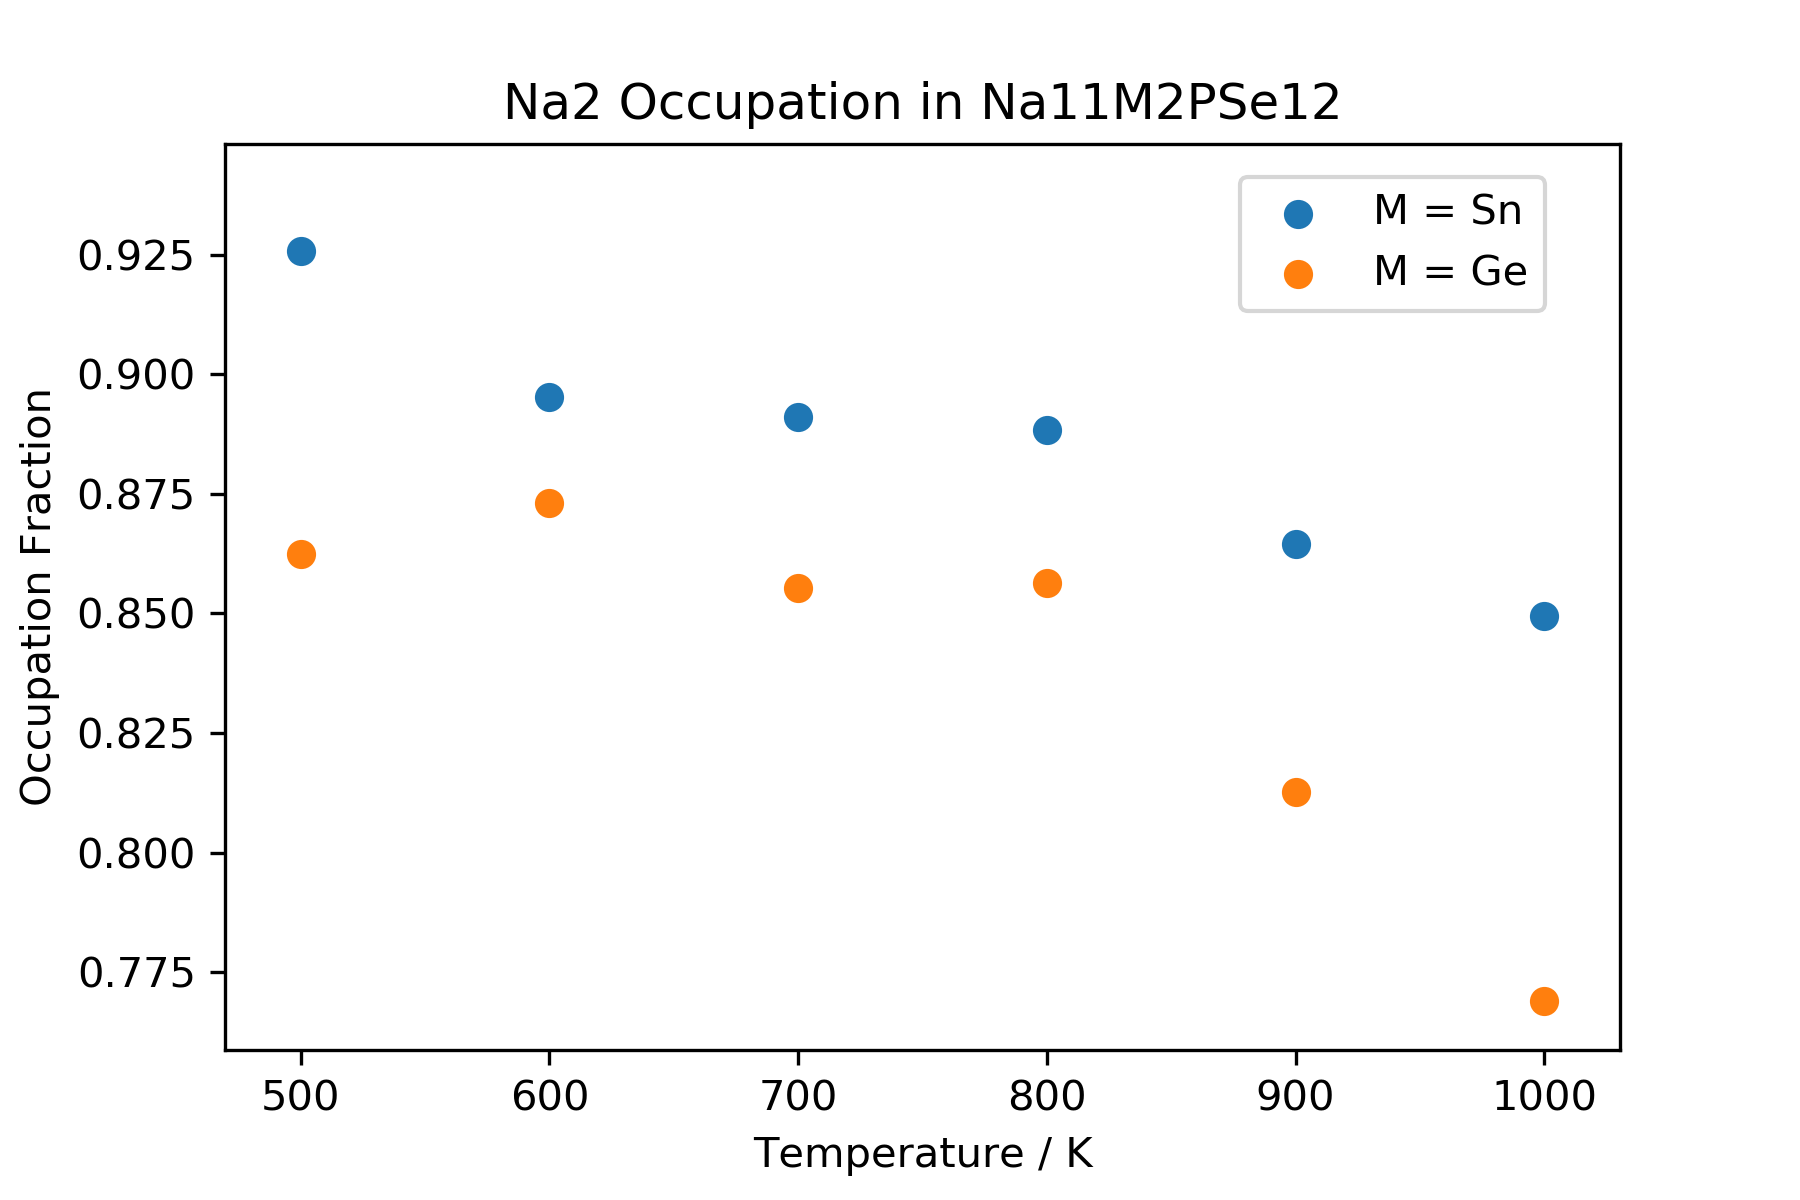 Na2 Occupation in Na11M2PSe12
M = Sn
M = Ge
0.925
0.900
0.875
0.850
0.825
0.800
0.775
Occupation Fraction
500 600 700 800 900 1000
Temperature / K